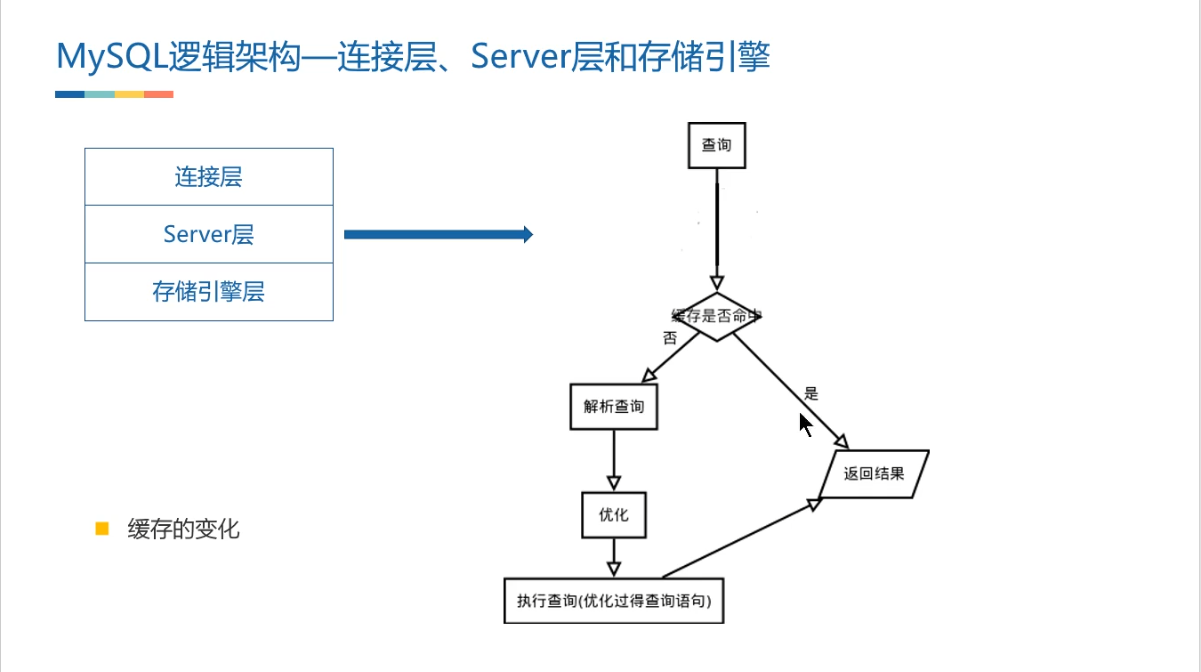 MySQL逻辑架构—连接层、Server层和存储引擎
连接层
Server层
存储引擎层
缓存的变化
查询
缓存是否命中
否
是
解析查询
返回结果
优化
执行查询(优化过得查询语句)